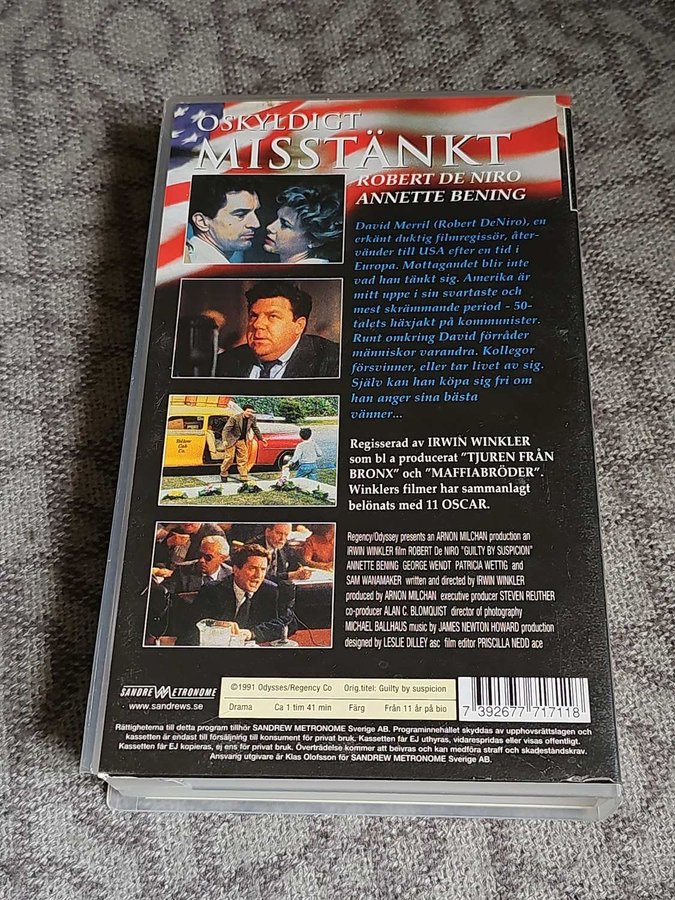 OSKYLDIGT
MISSTÄNKT
ROBERT DE NIRO
ANNETTE BENING
David Merril (Robert DeNiro), en
erkänt duktig filmregissör, åter-
vänder till USA efter en tid i
Europa. Mottagandet blir inte
vad han tänkt sig. Amerika är
mitt uppe i sin svartaste och
mest skrämmande period - 50-
talets häxjakt på kommunister.
Runt omkring David förråder
människor varandra. Kollegor
försvinner, eller tar livet av sig.
Själv kan han köpa sig fri om
han anger sina bästa
vänner...
Yellow
Cab
Co.
Regisserad av IRWIN WINKLER
som bl a producerat "TJUREN FRÅN
BRONX" och "MAFFIABRÖDER".
Winklers filmer har sammanlagt
belönats med 11 OSCAR.
Regency/Odyssey presents an ARNON MILCHAN production an
IRWIN WINKLER film ROBERT De NIRO "GUILTY BY SUSPICION"
ANNETTE BENING GEORGE WENDT PATRICIA WETTIG and
SAM WANAMAKER written and directed by IRWIN WINKLER
produced by ARNON MILCHAN executive producer STEVEN REUTHER
co-producer ALAN C. BLOMQUIST director of photography
MICHAEL BALLHAUS music by JAMES NEWTON HOWARD production
designed by LESLIE DILLEY asc film editor PRISCILLA NEDD ace
SANDREW METRONOME
www.sandrews.se
©1991 Odysses/Regency Co Orig.titel: Guilty by suspicion
Drama Ca 1 tim 41 min Färg Från 11 år på bio
7 392677 717118
Rättigheterna till detta program tillhör SANDREW METRONOME Sverige AB. Programinnehållet skyddas av upphovsrättslagen och
kassetten är endast till försäljning till konsument för privat bruk. Kassetten får EJ uthyras, vidarespridas eller visas offentligt.
Kassetten får EJ kopieras, ej ens för privat bruk. Överträdelse kommer att beivras och kan medföra straff och skadeståndskrav.
Ansvarig utgivare är Klas Olofsson för SANDREW METRONOME Sverige AB.